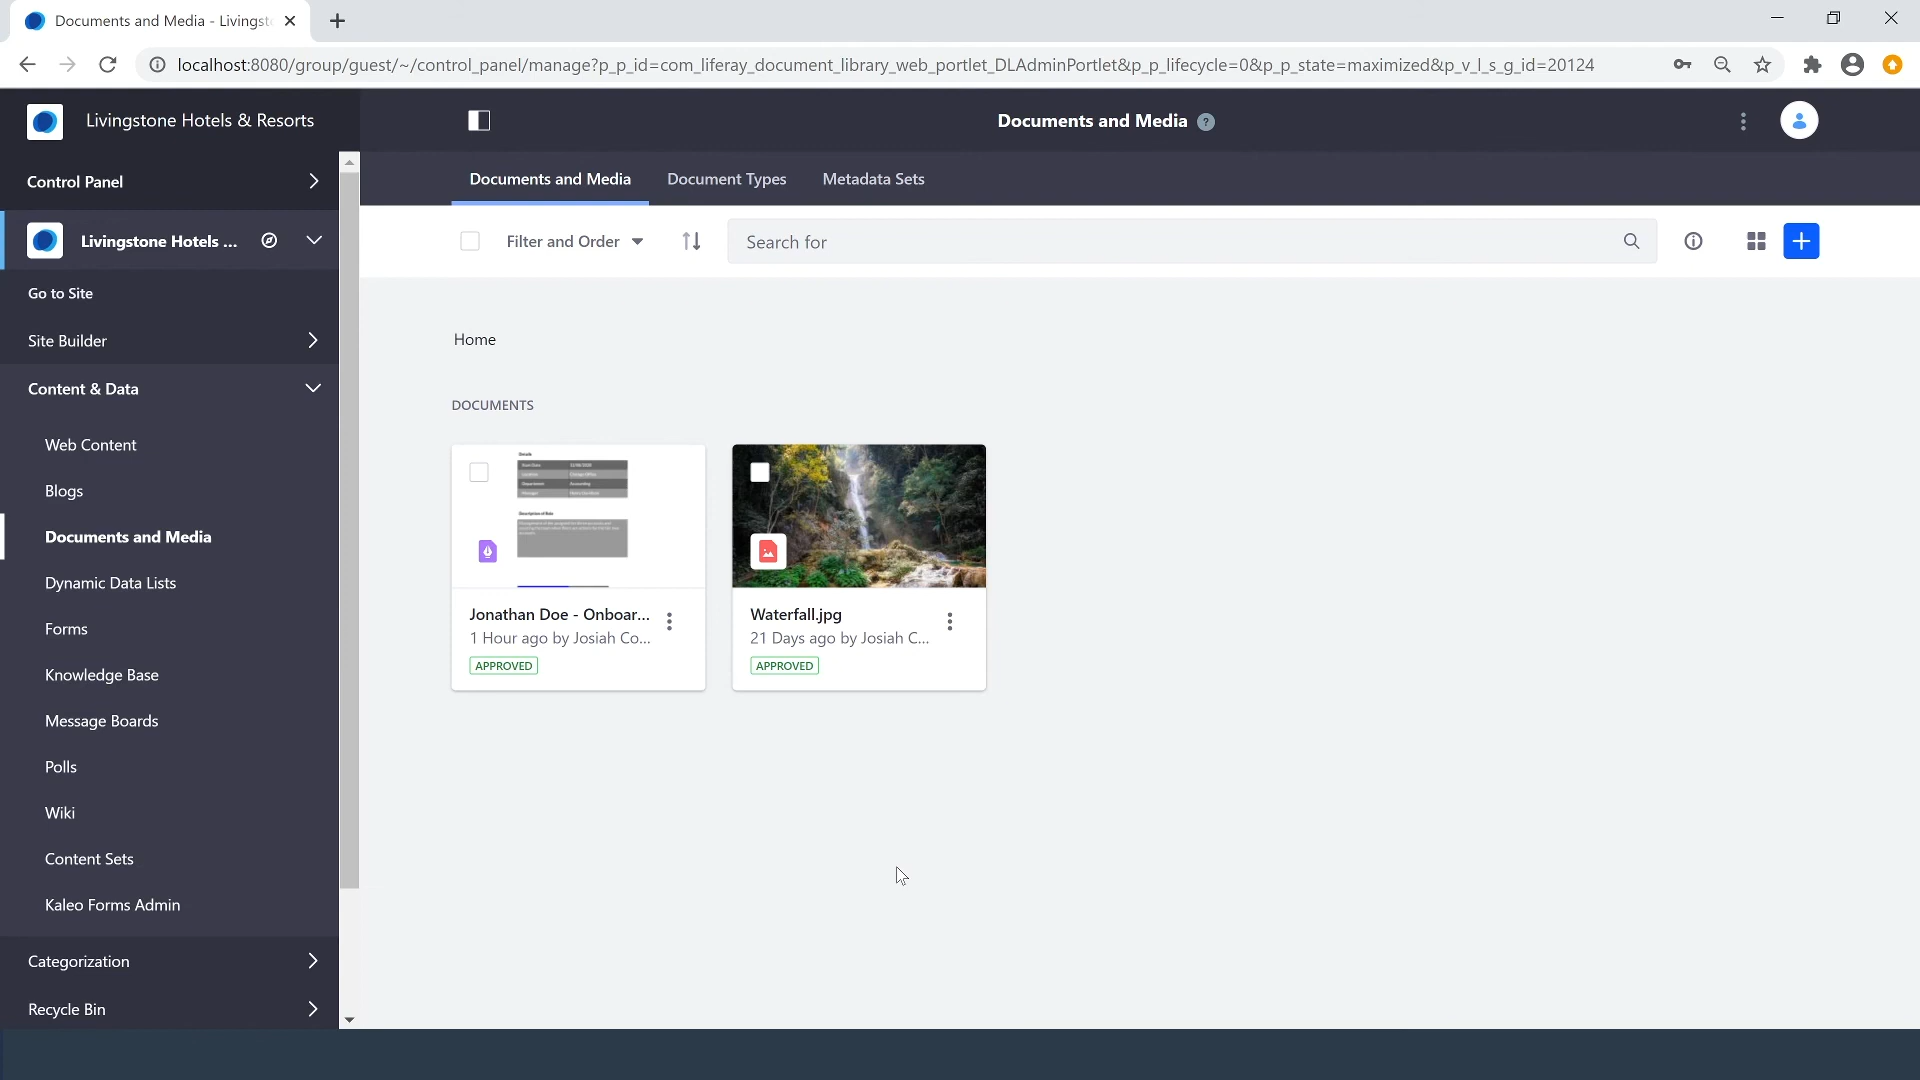 Documents and Media - Livingst
localhost:8080/group/guest/~/control_panel/manage?p_p_id=com_liferay_document_library_web_portlet_DLAdminPortlet&p_p_lifecycle=0&p_p_state=maximized&p_v_l_s_g_id=20124
Livingstone Hotels & Resorts
Documents and Media ?
Control Panel
Documents and Media
Document Types
Metadata Sets
Livingstone Hotels ...
Filter and Order
Search for
Go to Site
Site Builder
Home
Content & Data
DOCUMENTS
Web Content
Blogs
Documents and Media
Dynamic Data Lists
Forms
Knowledge Base
Message Boards
Polls
Wiki
Content Sets
Kaleo Forms Admin
Categorization
Recycle Bin
Details
Jonathan Doe - Onboar...
1 Hour ago by Josiah Co...
APPROVED
Waterfall.jpg
21 Days ago by Josiah C...
APPROVED